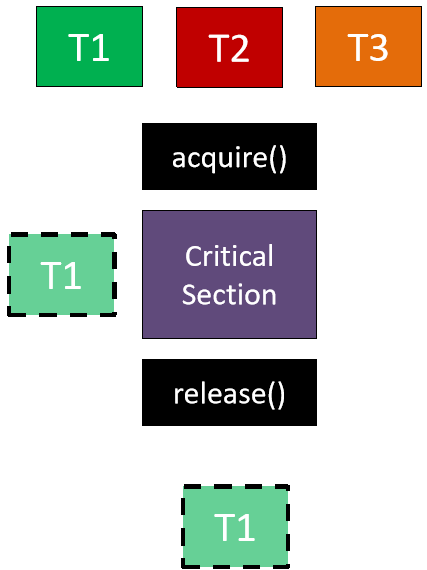 T1
T2
T3
acquire()
T1
Critical
Section
release()
T1